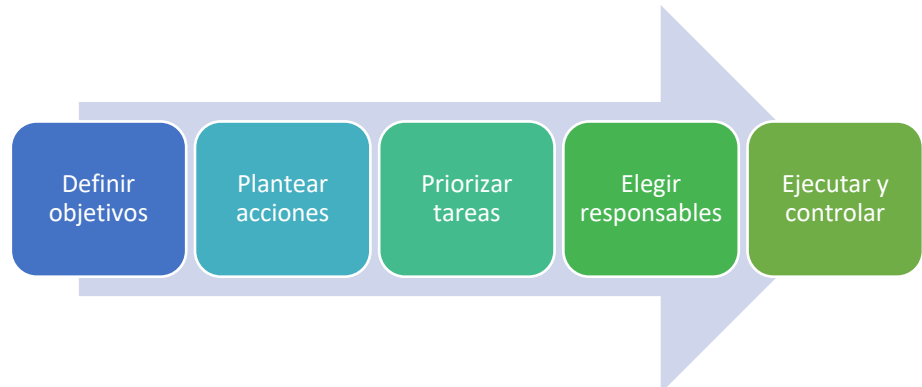 Definir
objetivos
Plantear
acciones
Priorizar
tareas
Elegir
responsables
Ejecutar y
controlar